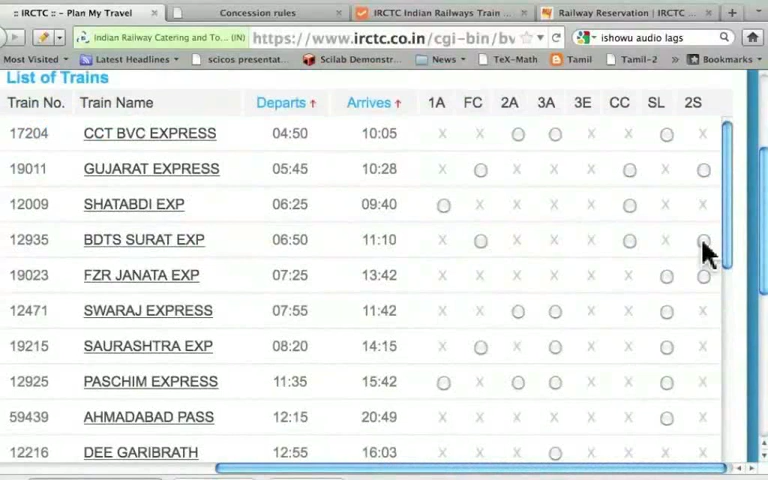 :: IRCTC :: - Plan My Travel × Concession rules × IRCTC Indian Railways Train ... × Railway Reservation | IRCTC ... ×
Indian Railway Catering and To... (IN) https://www.irctc.co.in/cgi-bin/bv ishowu audio lags
Most Visited Latest Headlines scicos presentat... Scilab Demonstr... News TeX-Math Tamil Tamil-2 » Bookmarks
List of Trains
Train No. Train Name Departs ↑ Arrives ↑ 1A FC 2A 3A 3E CC SL 2S
17204 CCT BVC EXPRESS 04:50 10:05 X X X X X
19011 GUJARAT EXPRESS 05:45 10:28 X X X X X
12009 SHATABDI EXP 06:25 09:40 X X X X X X
12935 BDTS SURAT EXP 06:50 11:10 X X X X X
19023 FZR JANATA EXP 07:25 13:42 X X X X X X
12471 SWARAJ EXPRESS 07:55 11:42 X X X X X
19215 SAURASHTRA EXP 08:20 14:15 X X X X X
12925 PASCHIM EXPRESS 11:35 15:42 X X X X
59439 AHMADABAD PASS 12:15 20:49 X X X X X X X
12216 DEE GARIBRATH 12:55 16:03 X X X X X X X